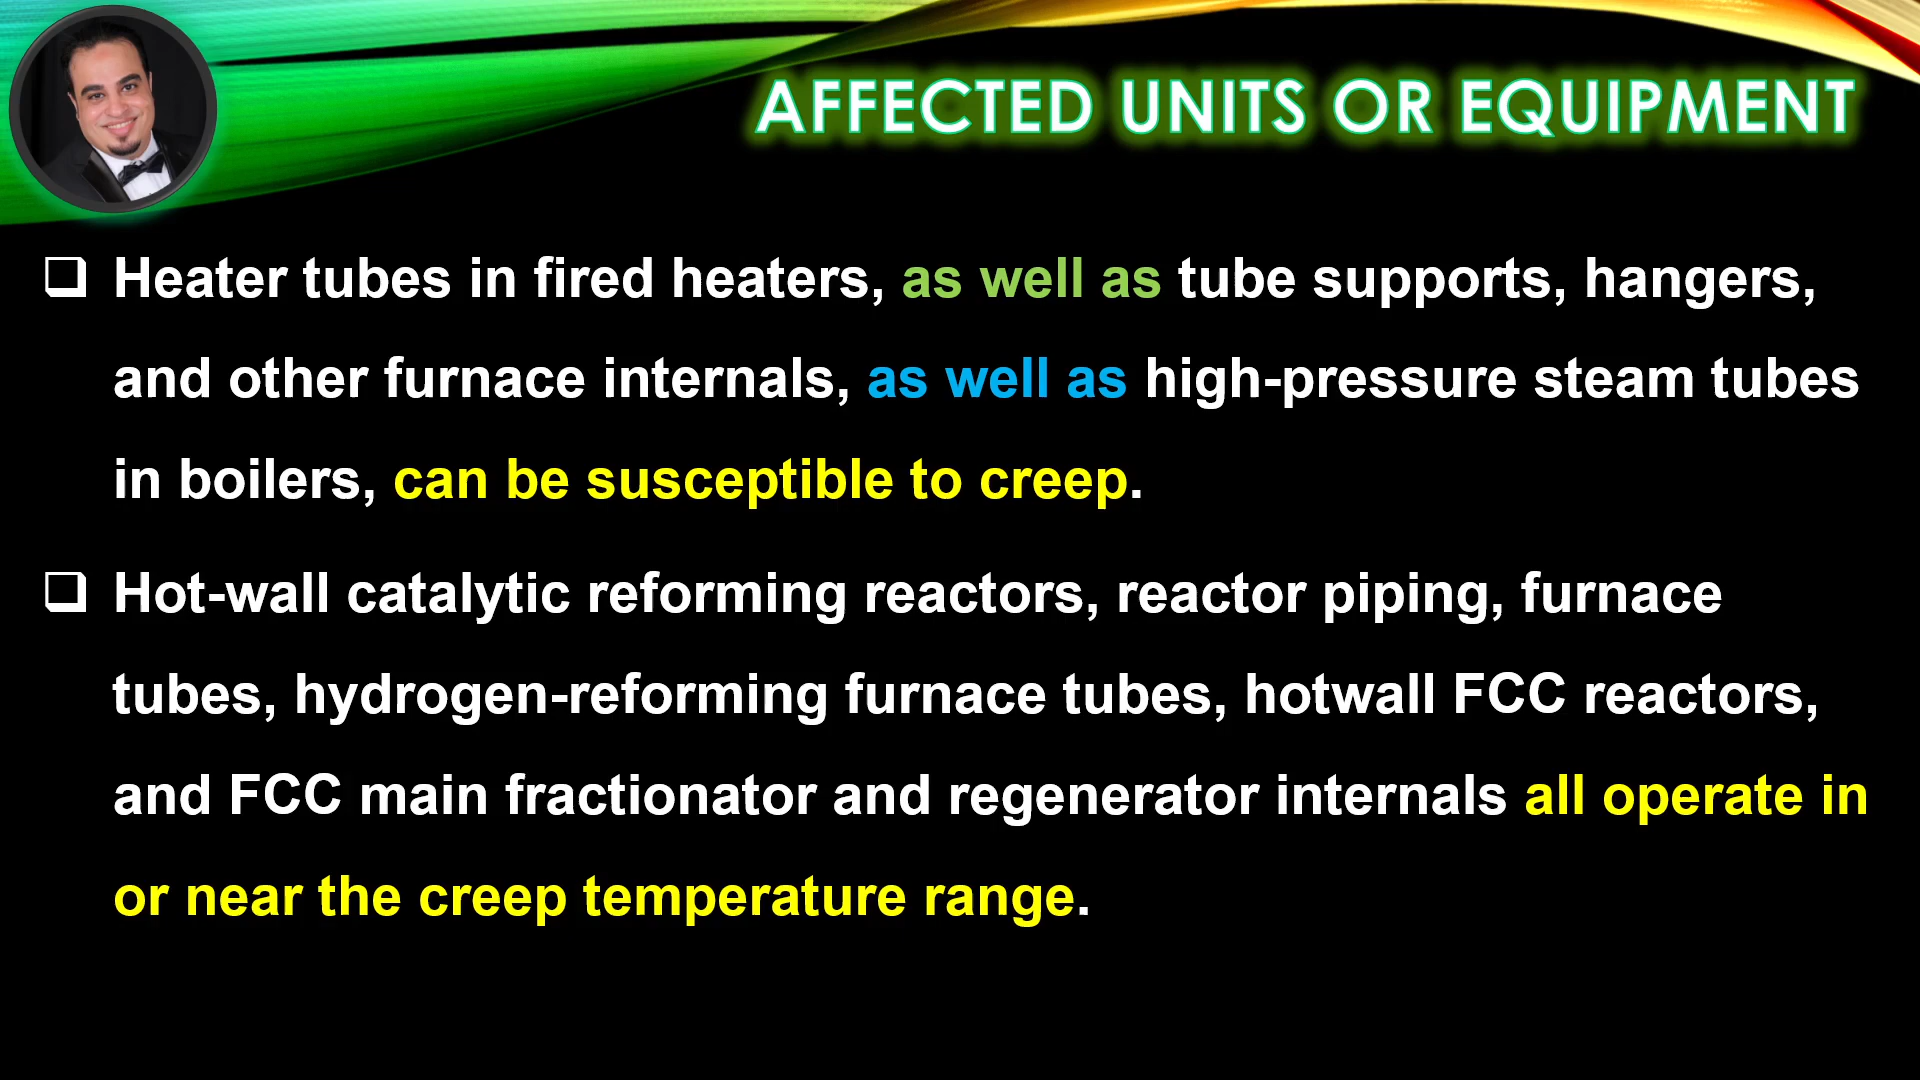 AFFECTED UNITS OR EQUIPMENT
Heater tubes in fired heaters, as well as tube supports, hangers,
and other furnace internals, as well as high-pressure steam tubes
in boilers, can be susceptible to creep.
Hot-wall catalytic reforming reactors, reactor piping, furnace
tubes, hydrogen-reforming furnace tubes, hotwall FCC reactors,
and FCC main fractionator and regenerator internals all operate in
or near the creep temperature range.